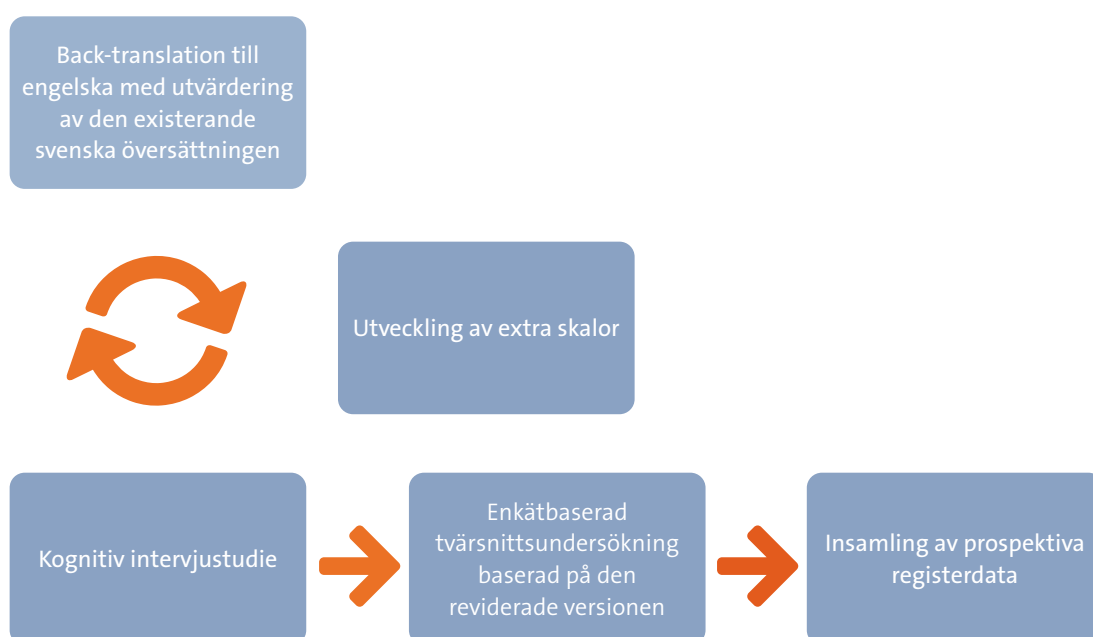 Back-translation till
engelska med utvärdering
av den existerande
svenska översättningen
Utveckling av extra skalor
Kognitiv intervjustudie
Enkätbaserad
tvärsnittsundersökning
baserad på den
reviderade versionen
Insamling av prospektiva
registerdata